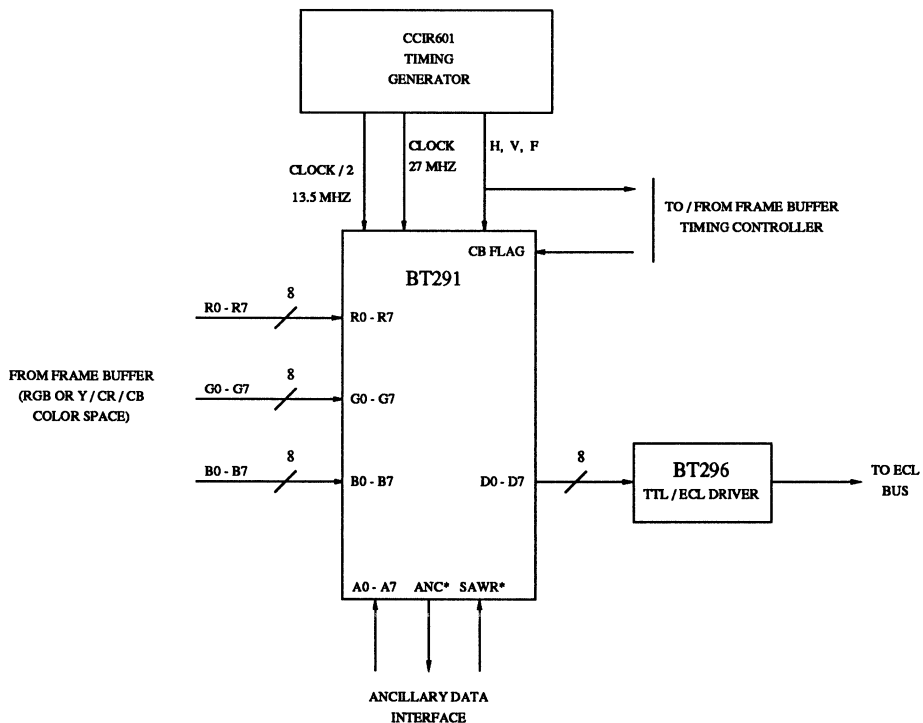 CCIR601
TIMING
GENERATOR
CLOCK / 2
13.5 MHZ
CLOCK
27 MHZ
H, V, F
TO / FROM FRAME BUFFER
TIMING CONTROLLER
CB FLAG
BT291
8
R0 - R7
R0 - R7
FROM FRAME BUFFER
(RGB OR Y / CR / CB
COLOR SPACE)
8
G0 - G7
G0 - G7
8
B0 - B7
B0 - B7
D0 - D7
8
BT296
TTL / ECL DRIVER
TO ECL
BUS
A0 - A7
ANC*
SAWR*
ANCILLARY DATA
INTERFACE